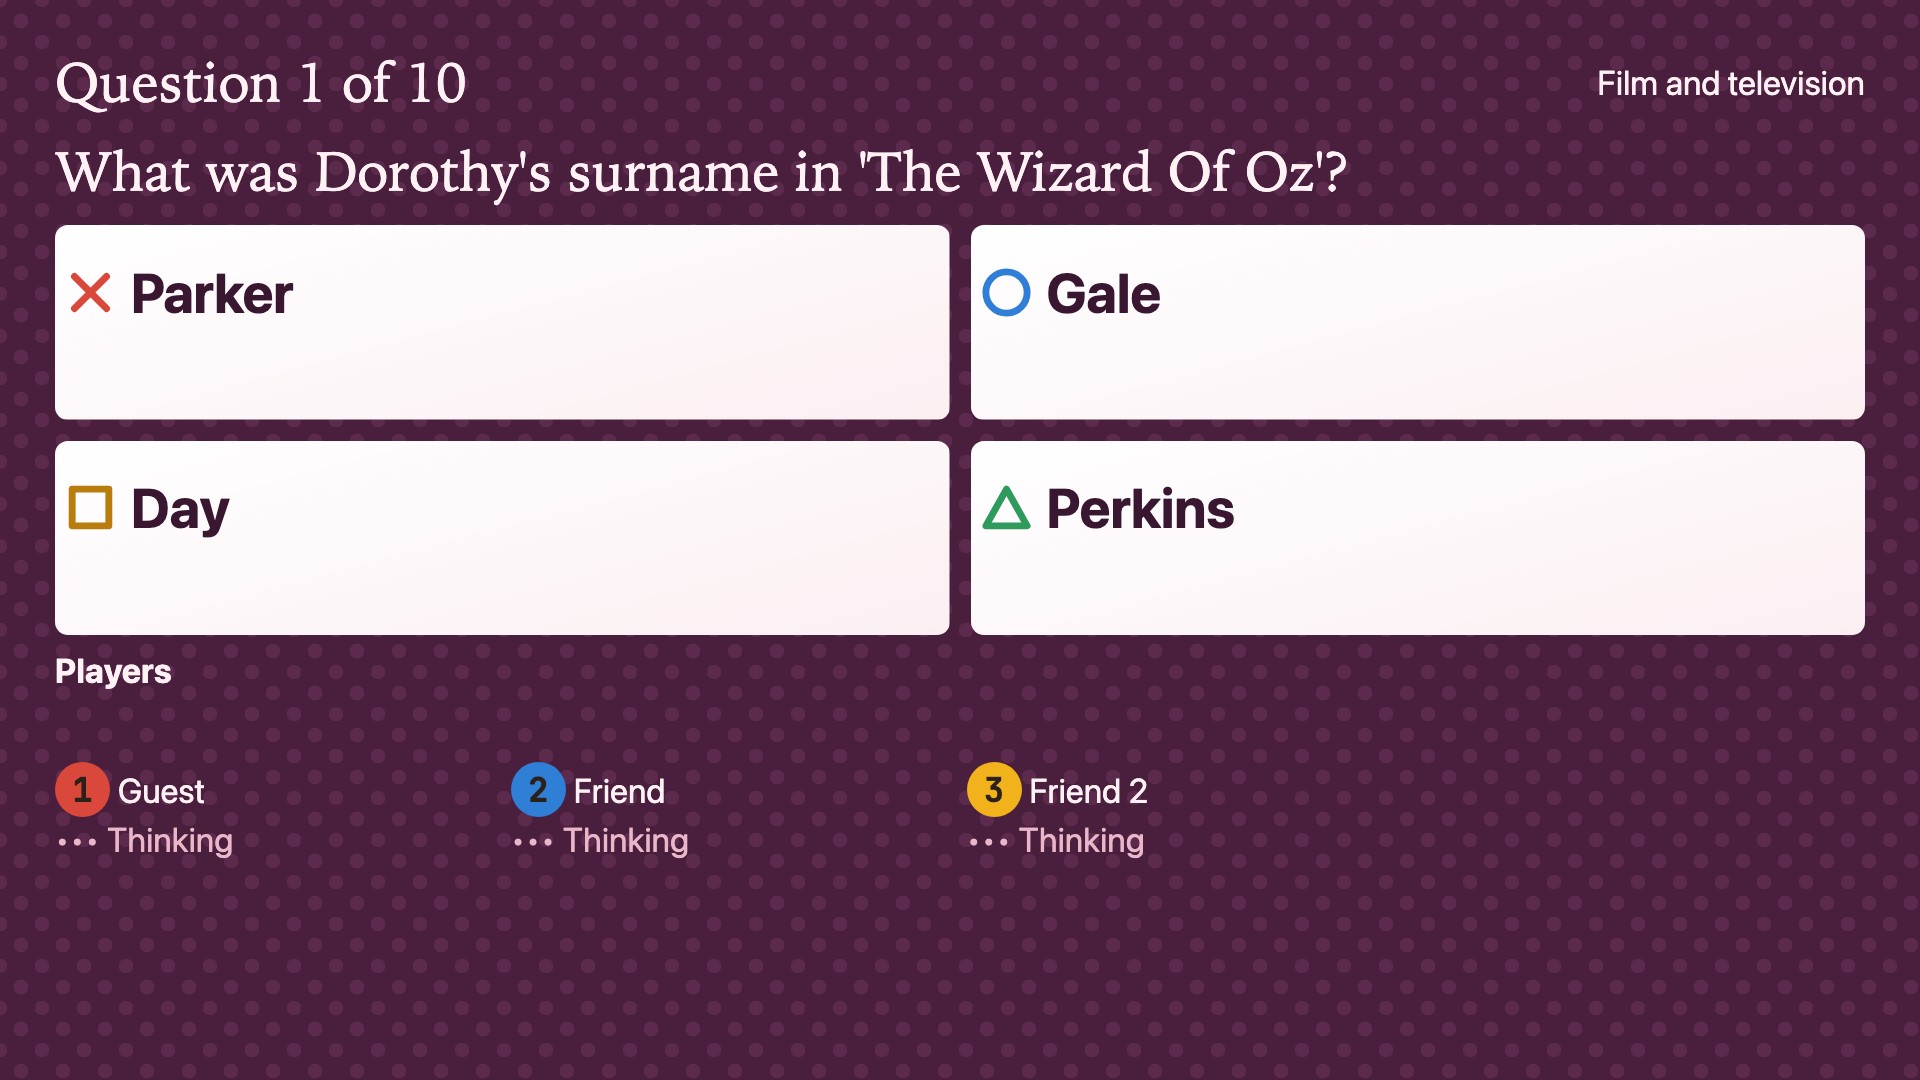 Question 1 of 10
Film and television
What was Dorothy's surname in 'The Wizard Of Oz'?
Parker
Gale
Day
Perkins
Players
1 Guest
2 Friend
3 Friend 2
··· Thinking
··· Thinking
··· Thinking